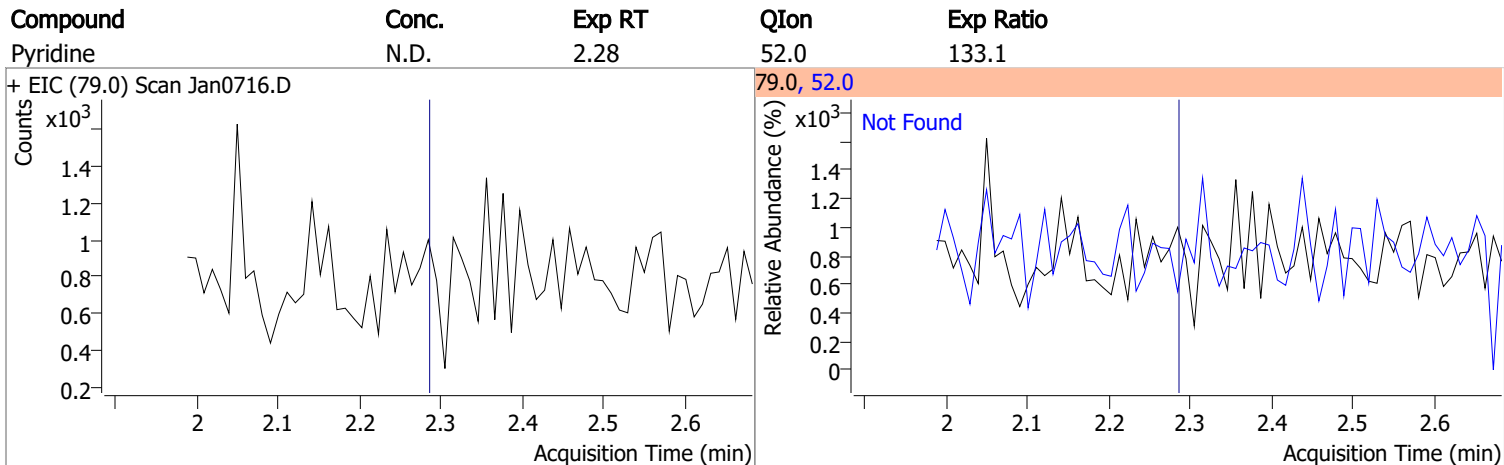 Compound Conc. Exp RT QIon Exp Ratio
Pyridine N.D. 2.28 52.0 133.1
+ EIC (79.0) Scan Jan0716.D
Counts
x10³
1.4
1.2
1
0.8
0.6
0.4
0.2
2 2.1 2.2 2.3 2.4 2.5 2.6
Acquisition Time (min)
79.0, 52.0
Relative Abundance (%)
x10³
Not Found
1.4
1.2
1
0.8
0.6
0.4
0.2
0
2 2.1 2.2 2.3 2.4 2.5 2.6
Acquisition Time (min)